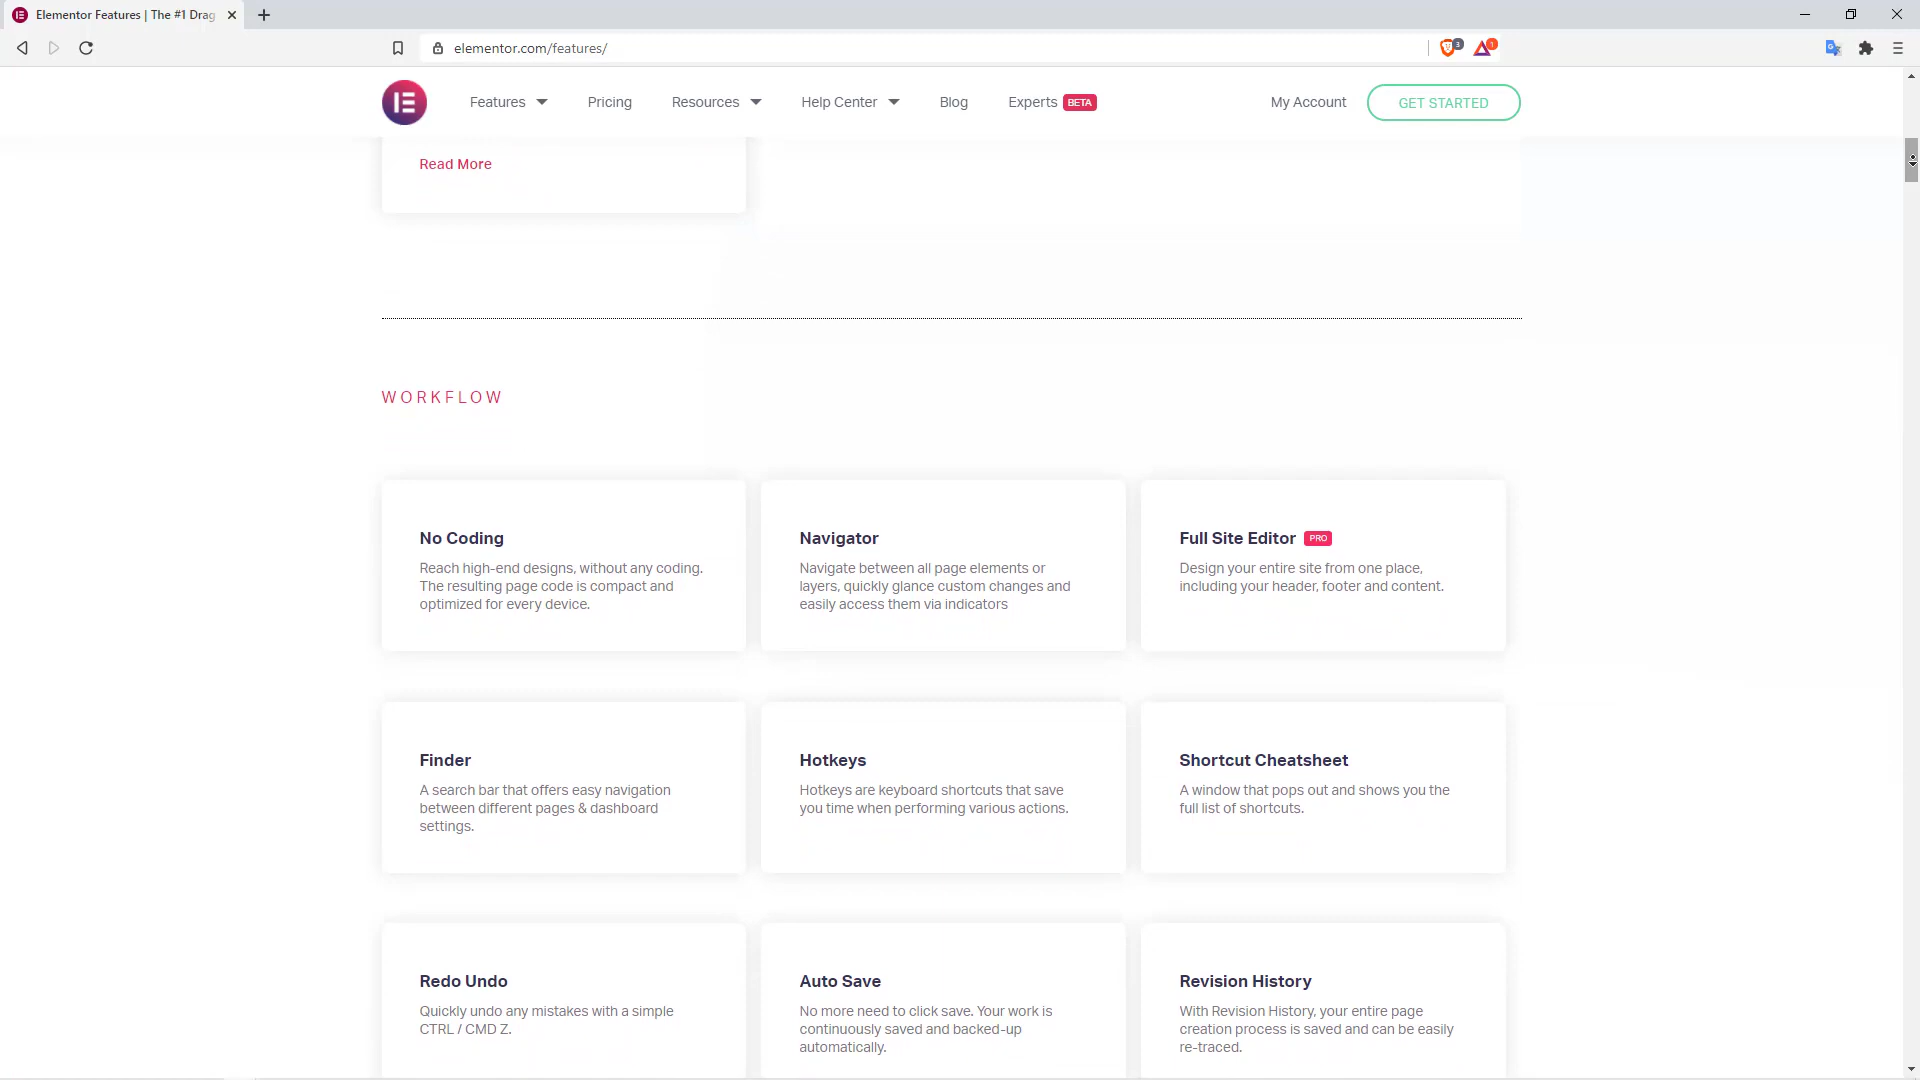 Elementor Features | The #1 Drag
elementor.com/features/
3
1
Features
Pricing
Resources
Help Center
Blog
Experts BETA
My Account
GET STARTED
Read More
WORKFLOW
No Coding
Reach high-end designs, without any coding.
The resulting page code is compact and
optimized for every device.
Navigator
Navigate between all page elements or
layers, quickly glance custom changes and
easily access them via indicators
Full Site Editor PRO
Design your entire site from one place,
including your header, footer and content.
Finder
A search bar that offers easy navigation
between different pages & dashboard
settings.
Hotkeys
Hotkeys are keyboard shortcuts that save
you time when performing various actions.
Shortcut Cheatsheet
A window that pops out and shows you the
full list of shortcuts.
Redo Undo
Quickly undo any mistakes with a simple
CTRL / CMD Z.
Auto Save
No more need to click save. Your work is
continuously saved and backed-up
automatically.
Revision History
With Revision History, your entire page
creation process is saved and can be easily
re-traced.